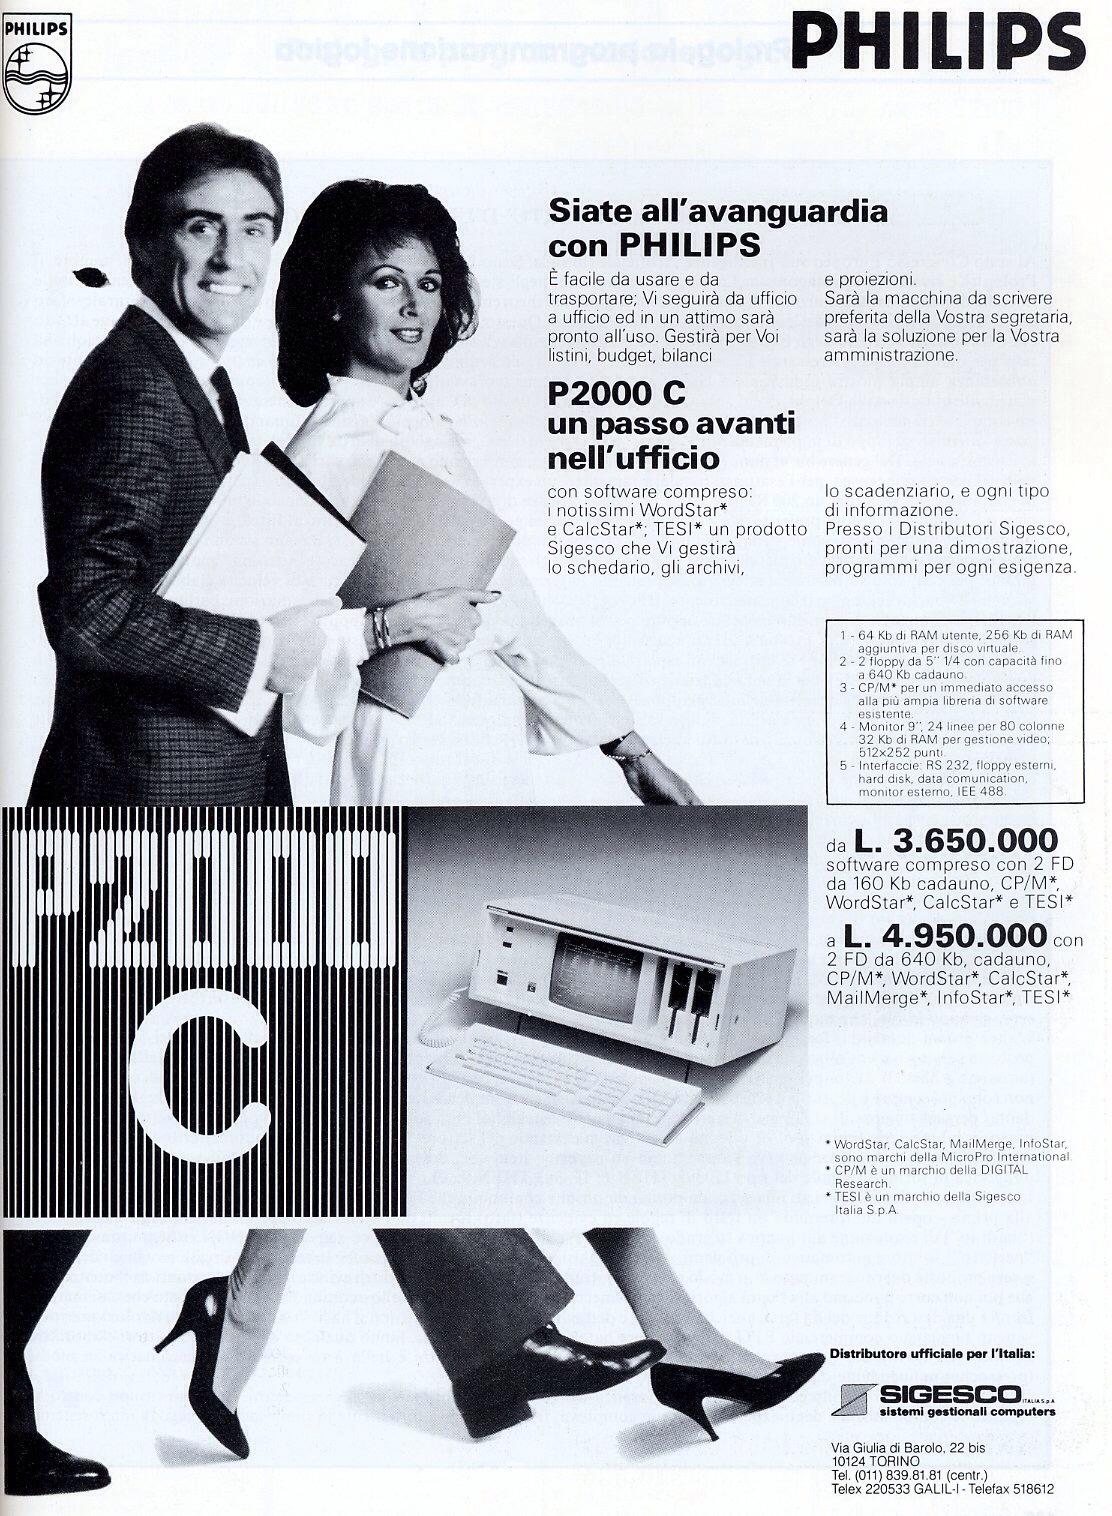 PHILIPS
PHILIPS
Siate all'avanguardia
con PHILIPS
È facile da usare e da
trasportare; Vi seguirà da ufficio
a ufficio ed in un attimo sarà
pronto all'uso. Gestirà per Voi
listini, budget, bilanci
e proiezioni.
Sarà la macchina da scrivere
preferita della Vostra segretaria,
sarà la soluzione per la Vostra
amministrazione.
P2000 C
un passo avanti
nell'ufficio
con software compreso:
i notissimi WordStar*
e CalcStar*; TESI* un prodotto
Sigesco che Vi gestirà
lo schedario, gli archivi,
lo scadenziario, e ogni tipo
di informazione.
Presso i Distributori Sigesco,
pronti per una dimostrazione,
programmi per ogni esigenza.
1 - 64 Kb di RAM utente, 256 Kb di RAM
aggiuntiva per disco virtuale.
2 - 2 floppy da 5'' 1/4 con capacità fino
a 640 Kb cadauno.
3 - CP/M* per un immediato accesso
alla più ampia libreria di software
esistente.
4 - Monitor 9'', 24 linee per 80 colonne
32 Kb di RAM per gestione video;
512x252 punti.
5 - Interfaccie: RS 232, floppy esterni,
hard disk, data comunication,
monitor esterno, IEE 488.
P2000
C
da L. 3.650.000
software compreso con 2 FD
da 160 Kb cadauno, CP/M*,
WordStar*, CalcStar* e TESI*
a L. 4.950.000 con
2 FD da 640 Kb, cadauno,
CP/M*, WordStar*, CalcStar*,
MailMerge*, InfoStar*, TESI*
* WordStar, CalcStar, MailMerge, InfoStar,
sono marchi della MicroPro International.
* CP/M è un marchio della DIGITAL
Research.
* TESI è un marchio della Sigesco
Italia S.p.A.
Distributore ufficiale per l'Italia:
SIGESCO ITALIA S.p.A.
sistemi gestionali computers
Via Giulia di Barolo, 22 bis
10124 TORINO
Tel. (011) 839.81.81 (centr.)
Telex 220533 GALIL-I - Telefax 518612